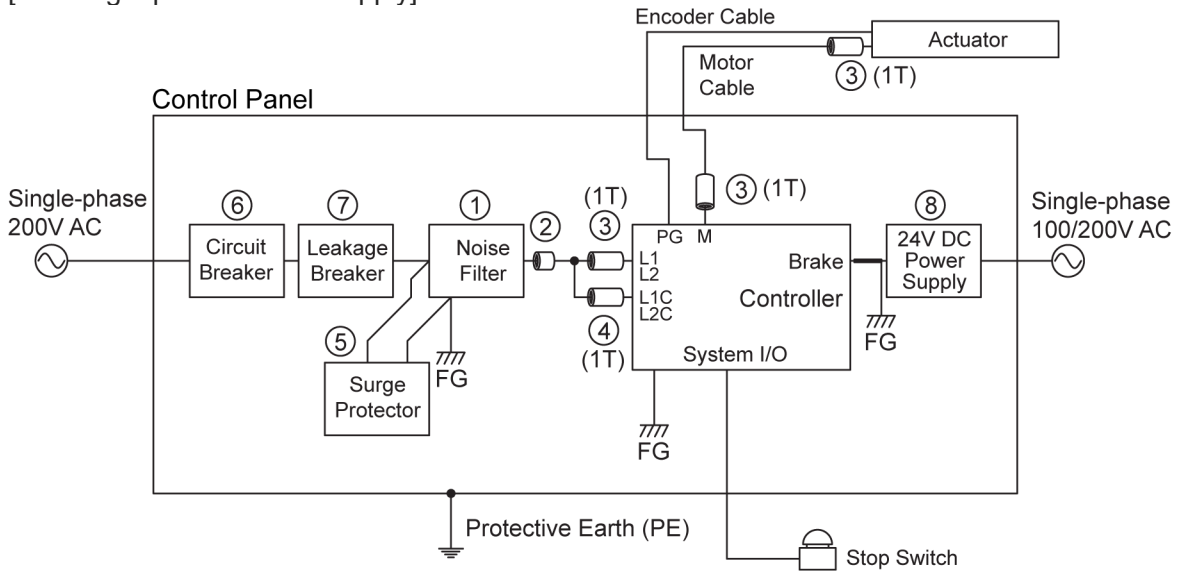 Encoder Cable
Actuator
Motor
Cable
③ (1T)
Control Panel
Single-phase
200V AC
⑥
Circuit
Breaker
⑦
Leakage
Breaker
①
Noise
Filter
②
(1T)
③
③ (1T)
PG M
L1
L2
L1C
L2C
④
(1T)
Brake
Controller
System I/O
⑧
24V DC
Power
Supply
Single-phase
100/200V AC
FG
⑤
Surge
Protector
FG
FG
Protective Earth (PE)
Stop Switch